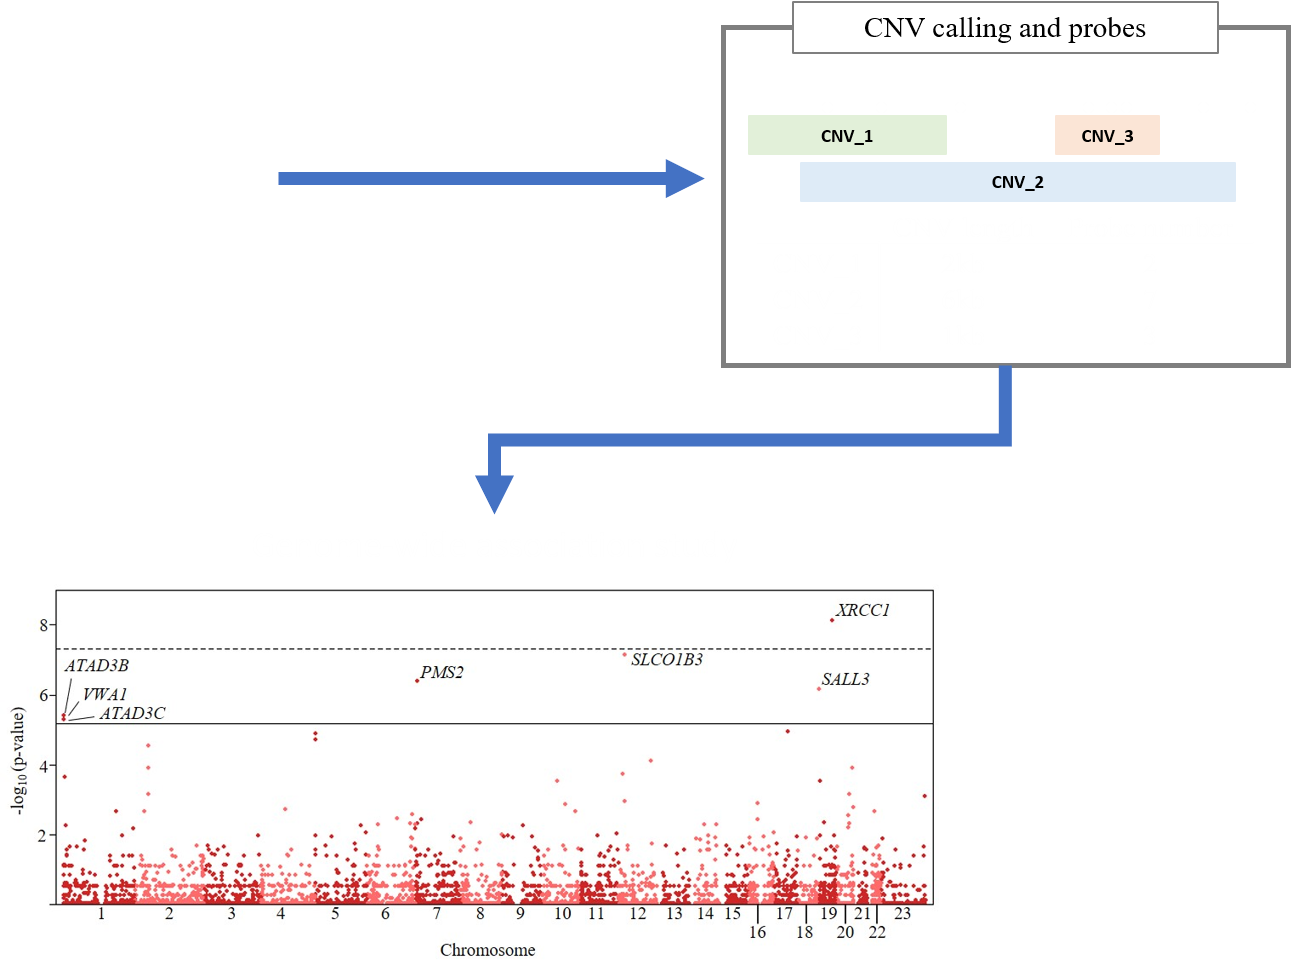 CNV calling and probes
CNV_1
CNV_3
CNV_2
XRCC1
SLCO1B3
ATAD3B
PMS2
SALL3
VWA1
ATAD3C
8
6
4
2
-log10 (p-value)
1 2 3 4 5 6 7 8 9 10 11 12 13 14 15 17 19 21 23
16 18 20 22
Chromosome